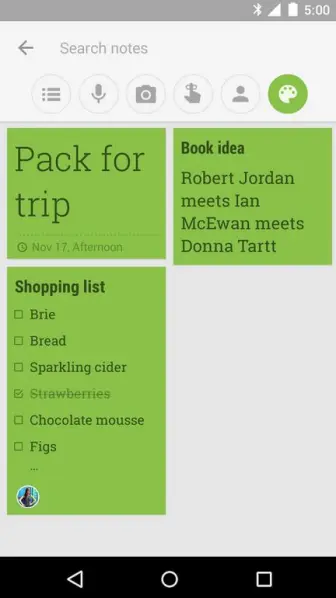 5:00
Search notes
Pack for
trip
Nov 17, Afternoon
Book idea
Robert Jordan
meets Ian
McEwan meets
Donna Tartt
Shopping list
Brie
Bread
Sparkling cider
Strawberries
Chocolate mousse
Figs
...